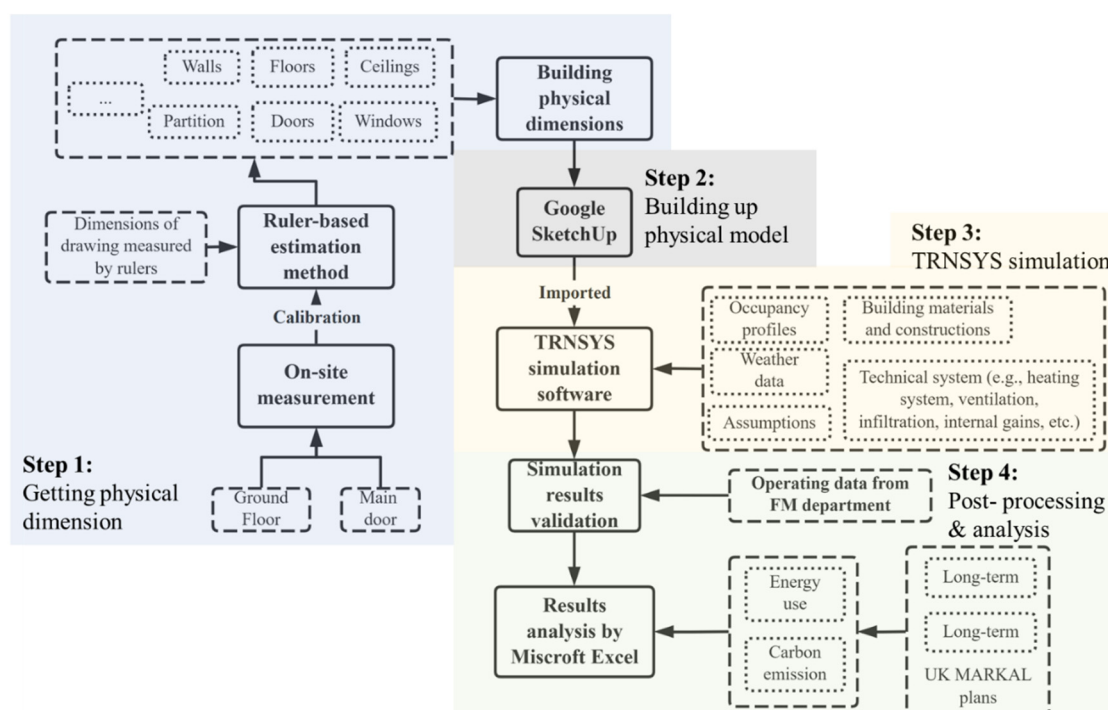 Walls
Floors
Ceilings
...
Partition
Doors
Windows
Building
physical
dimensions
Dimensions of
drawing measured
by rulers
Ruler-based
estimation
method
Calibration
On-site
measurement
Step 1:
Getting physical
dimension
Ground
Floor
Main
door
Google
SketchUp
Step 2:
Building up
physical model
Imported
Step 3:
TRNSYS simulation
TRNSYS
simulation
software
Occupancy
profiles
Building materials
and constructions
Weather
data
Technical system (e.g., heating
system, ventilation,
infiltration, internal gains, etc.)
Assumptions
Simulation
results
validation
Operating data from
FM department
Step 4:
Post- processing
& analysis
Results
analysis by
Miscroft Excel
Energy
use
Carbon
emission
Long-term
Long-term
UK MARKAL
plans